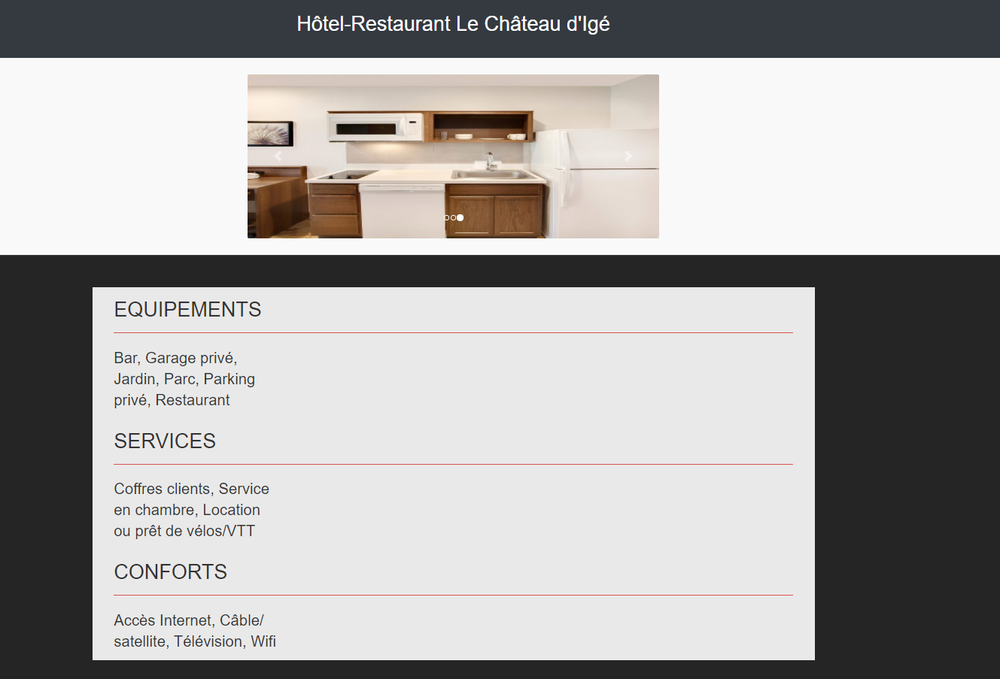 Hôtel-Restaurant Le Château d'Igé
EQUIPEMENTS
Bar, Garage privé,
Jardin, Parc, Parking
privé, Restaurant
SERVICES
Coffres clients, Service
en chambre, Location
ou prêt de vélos/VTT
CONFORTS
Accès Internet, Câble/
satellite, Télévision, Wifi